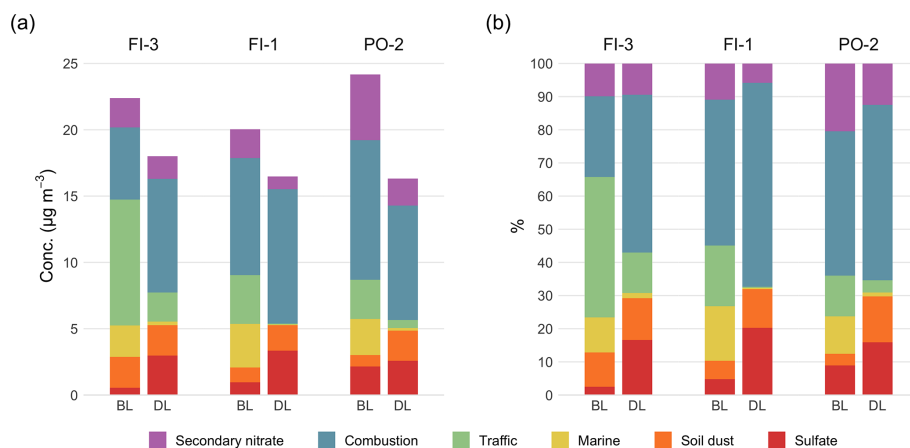 (a)
FI-3 FI-1 PO-2
25
20
15
10
5
0
Conc. (µg m⁻³)
BL DL BL DL BL DL
(b)
FI-3 FI-1 PO-2
100
90
80
70
60
50
40
30
20
10
0
%
BL DL BL DL BL DL
Secondary nitrate Combustion Traffic Marine Soil dust Sulfate